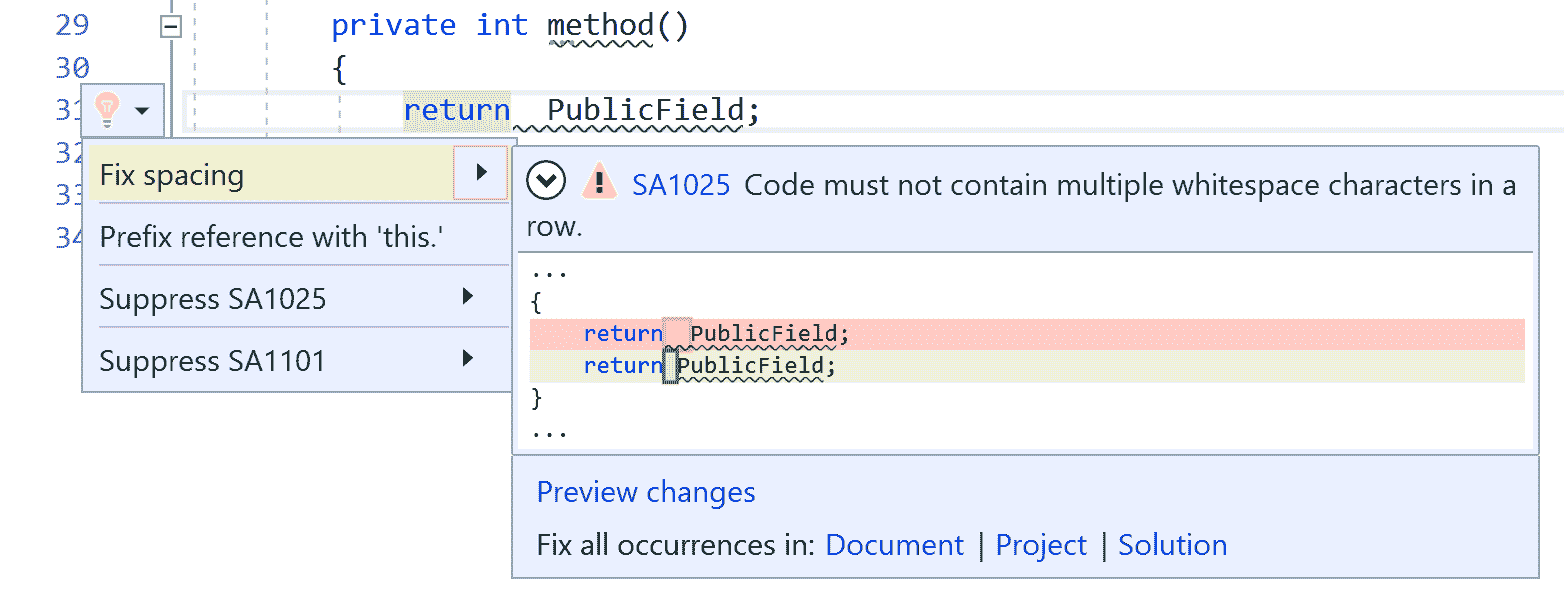 29 private int method()
30 {
31 return  PublicField;
32
33
34
Fix spacing
Prefix reference with 'this.'
Suppress SA1025
Suppress SA1101
SA1025 Code must not contain multiple whitespace characters in a
row.
...
{
return  PublicField;
return PublicField;
}
...
Preview changes
Fix all occurrences in: Document | Project | Solution